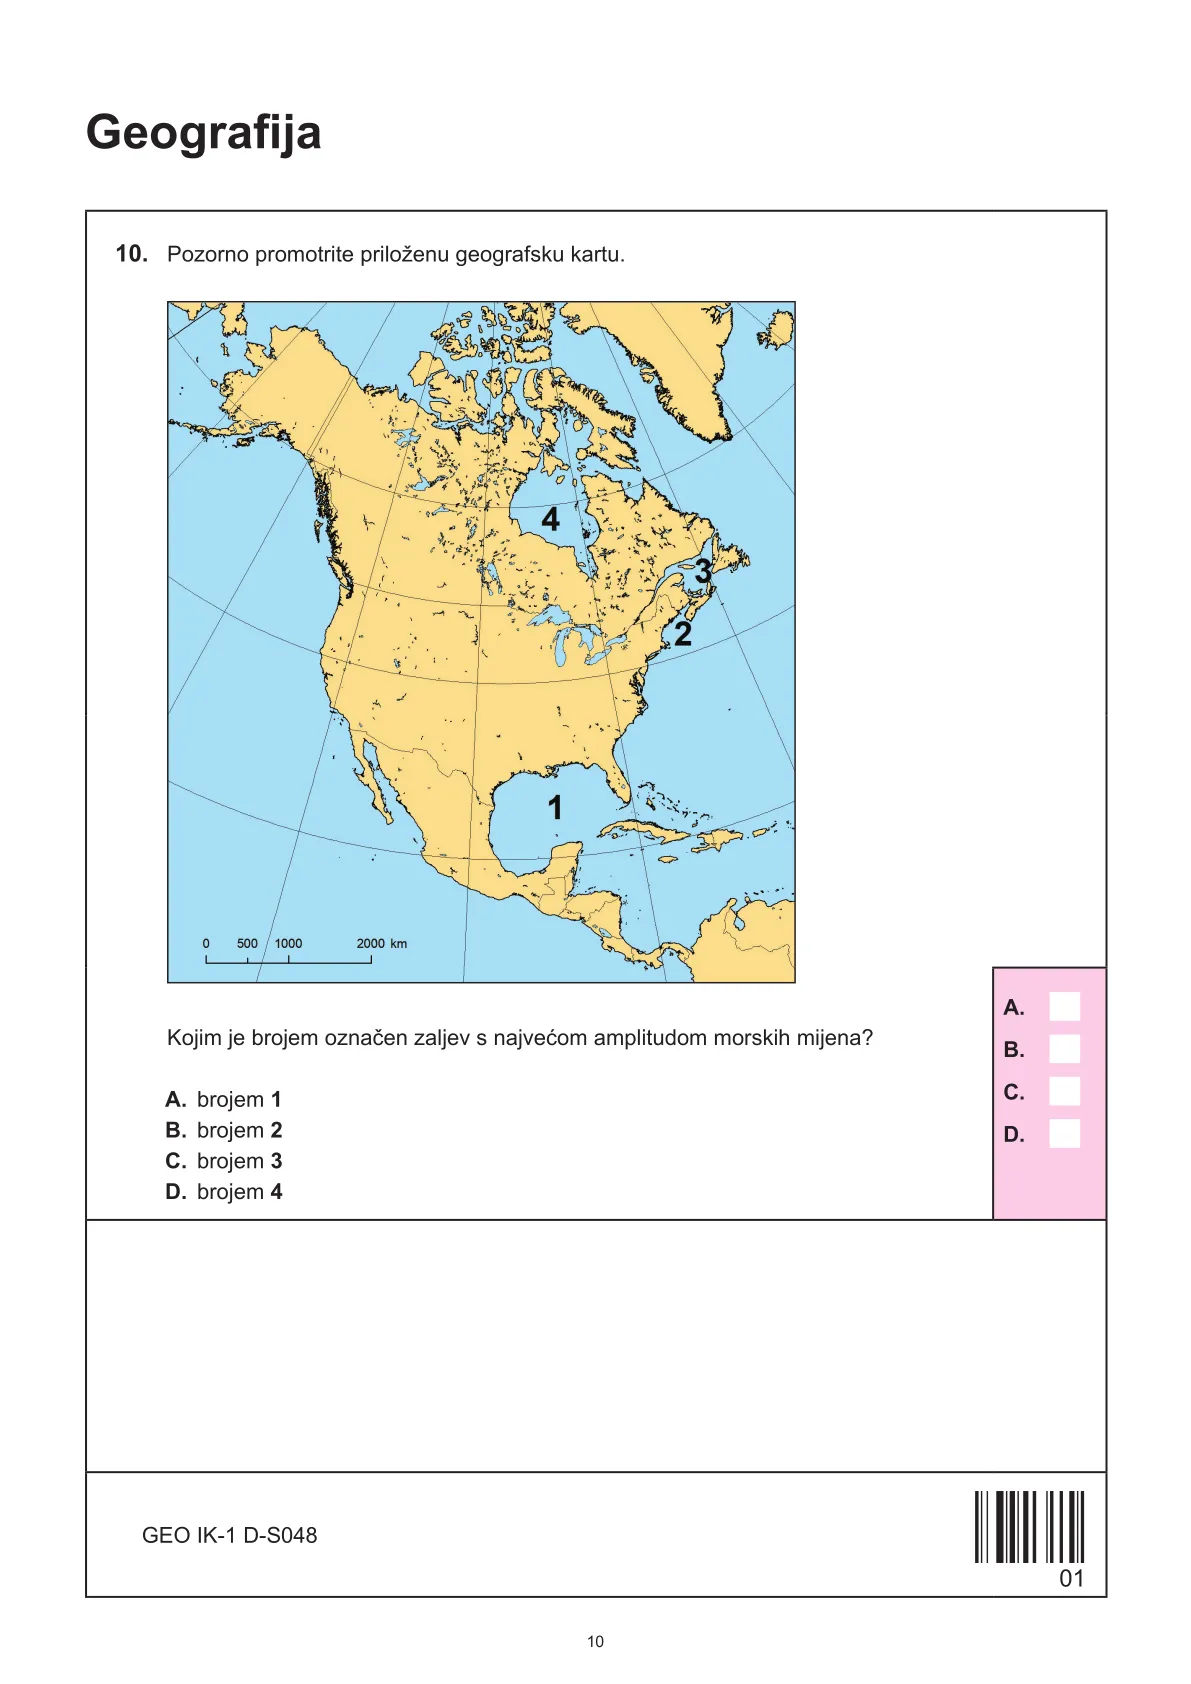 Geografija
10. Pozorno promotrite priloženu geografsku kartu.
4
3
2
1
0 500 1000 2000 km
Kojim je brojem označen zaljev s najvećom amplitudom morskih mijena?
A. brojem 1
B. brojem 2
C. brojem 3
D. brojem 4
A.
B.
C.
D.
GEO IK-1 D-S048
01
10